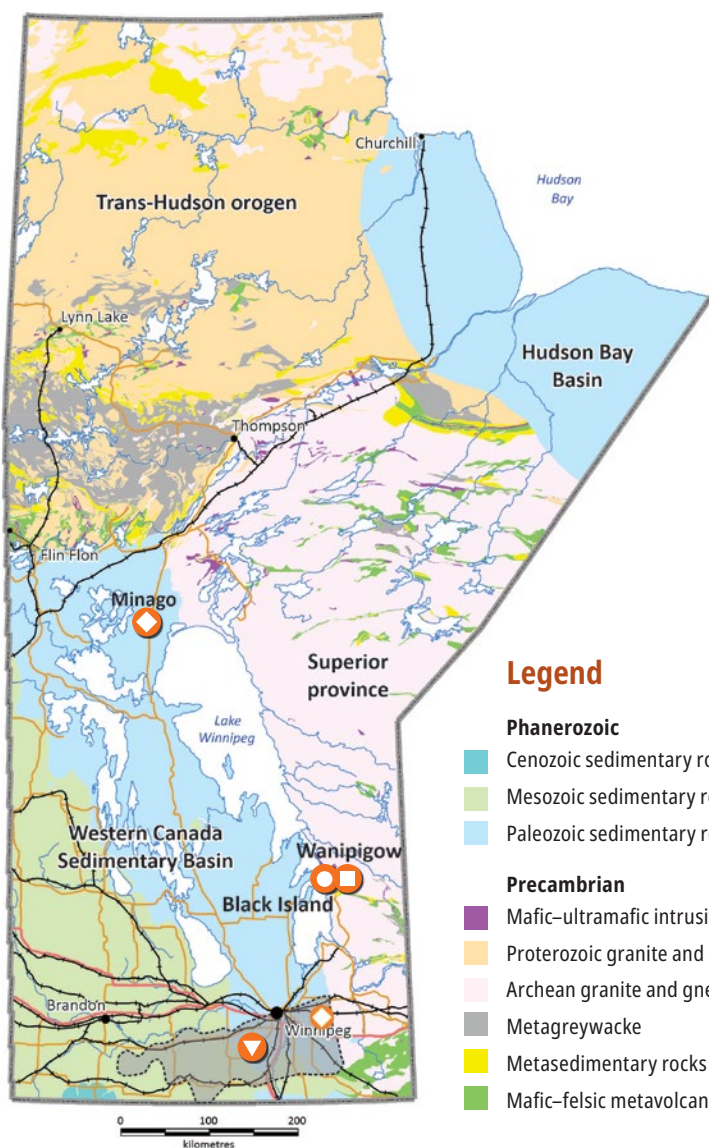 Churchill
Hudson
Bay
Trans-Hudson orogen
Lynn Lake
Hudson Bay
Basin
Thompson
Flin Flon
Minago
Superior
province
Lake
Winnipeg
Western Canada
Sedimentary Basin
Wanipigow
Black Island
Brandon
Winnipeg
0 100 200
kilometres
Legend
Phanerozoic
Cenozoic sedimentary ro
Mesozoic sedimentary r
Paleozoic sedimentary r
Precambrian
Mafic–ultramafic intrusi
Proterozoic granite and
Archean granite and gne
Metagreywacke
Metasedimentary rocks
Mafic–felsic metavolcan